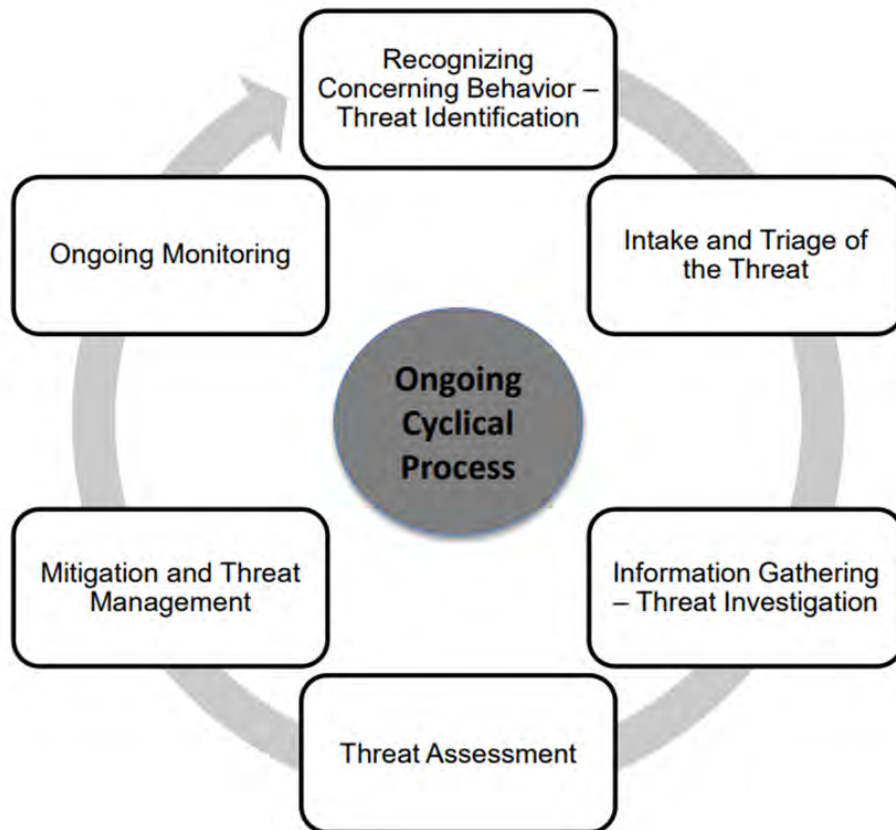 Recognizing
Concerning Behavior –
Threat Identification
Intake and Triage of
the Threat
Information Gathering
– Threat Investigation
Threat Assessment
Mitigation and Threat
Management
Ongoing Monitoring
Ongoing
Cyclical
Process